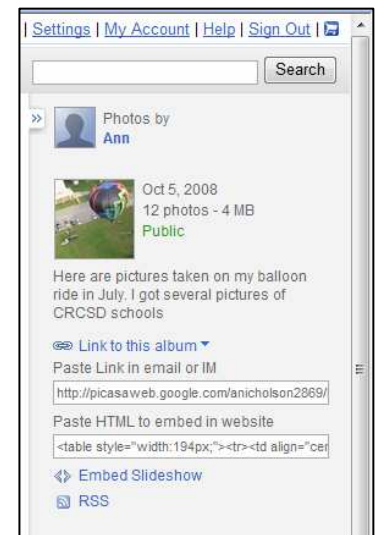 | Settings | My Account | Help | Sign Out |
Search
»
Photos by
Ann
Oct 5, 2008
12 photos - 4 MB
Public
Here are pictures taken on my balloon
ride in July. I got several pictures of
CRCSD schools
Link to this album
Paste Link in email or IM
http://picasaweb.google.com/anicholson2869/
Paste HTML to embed in website
<table style="width:194px;"><tr><td align="cer
Embed Slideshow
RSS